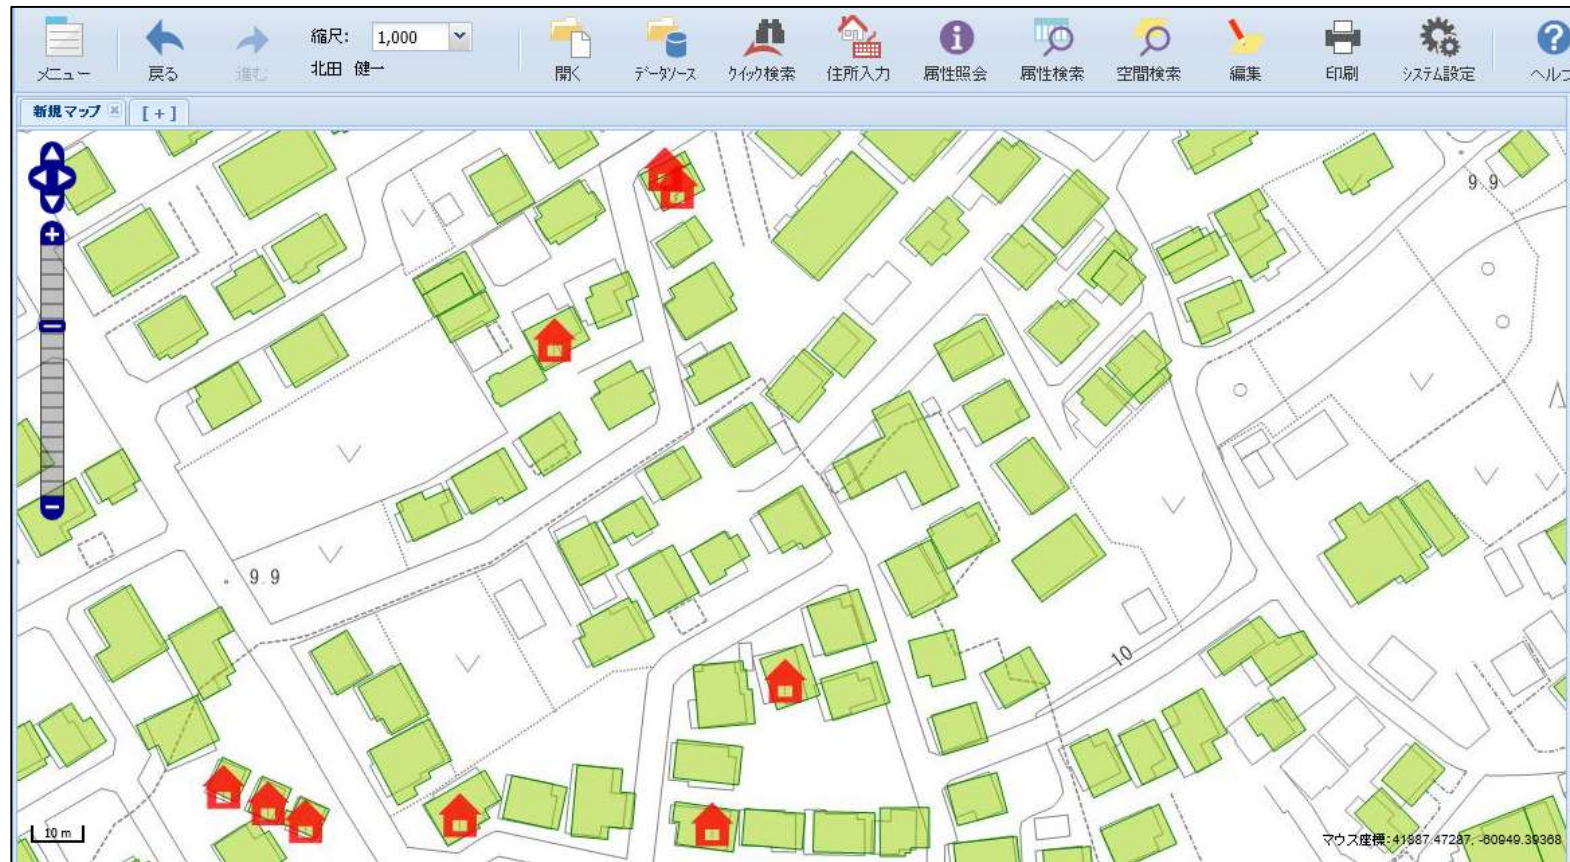 メニュー
戻る
進む
縮尺: 1,000
北田 健一
開く
データソース
クイック検索
住所入力
属性照会
属性検索
空間検索
編集
印刷
システム設定
新規マップ [+]
9.9
9.9
10
10 m
マウス座標:41887.47287, -60949.39368